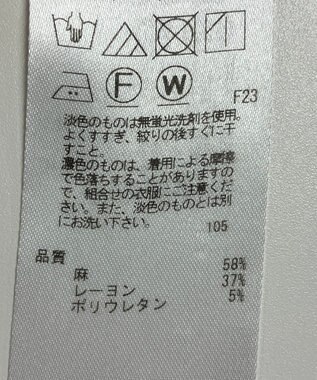 F W F23
淡色のものは無蛍光洗剤を使用。
よくすすぎ、絞りの後すぐに干
すこと。
濃色のものは、着用による摩擦
で色落ちすることがありますの
で、組合せの衣服にご注意くだ
さい。また、淡色のものとは別
にお洗い下さい。
105
品質
麻 58%
レーヨン 37%
ポリウレタン 5%